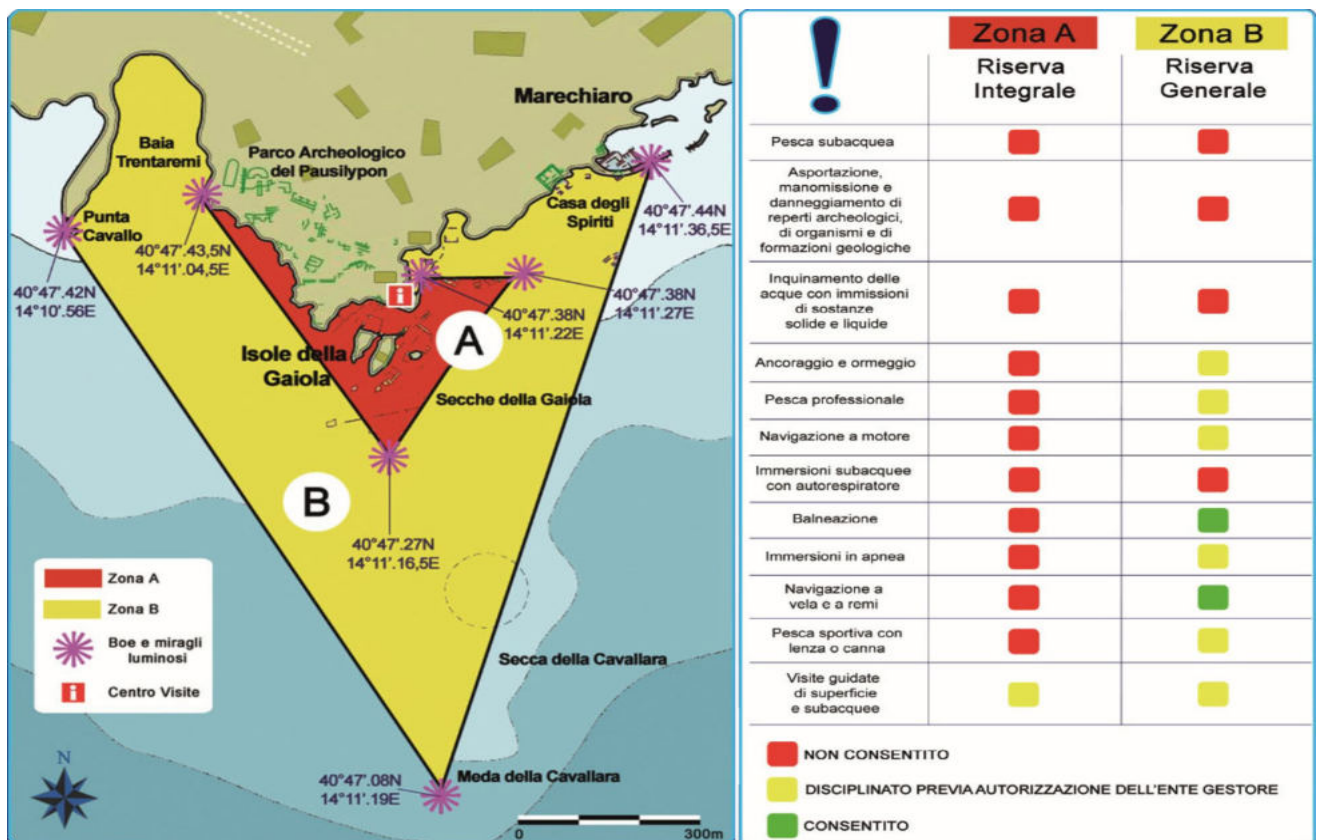 Marechiaro
Baia
Trentaremi
Parco Archeologico
del Pausilypon
Punta
Cavallo
Casa degli
Spiriti
40°47'.44N
14°11'.36,5E
40°47'.43,5N
14°11'.04,5E
40°47'.42N
14°10'.56E
i
40°47'.38N
14°11'.22E
40°47'.38N
14°11'.27E
A
Isole della
Gaiola
Secche della Gaiola
B
40°47'.27N
14°11'.16,5E
Zona A
Zona B
Boe e miragli
luminosi
i
Centro Visite
Secca della Cavallara
N
40°47'.08N
14°11'.19E
Meda della Cavallara
0
300m
!
Zona A
Zona B
Riserva
Integrale
Riserva
Generale
Pesca subacquea
Asportazione,
manomissione e
danneggiamento di
reperti archeologici,
di organismi e di
formazioni geologiche
Inquinamento delle
acque con immissioni
di sostanze
solide e liquide
Ancoraggio e ormeggio
Pesca professionale
Navigazione a motore
Immersioni subacquee
con autorespiratore
Balneazione
Immersioni in apnea
Navigazione a
vela e a remi
Pesca sportiva con
lenza o canna
Visite guidate
di superficie
e subacquee
NON CONSENTITO
DISCIPLINATO PREVIA AUTORIZZAZIONE DELL'ENTE GESTORE
CONSENTITO